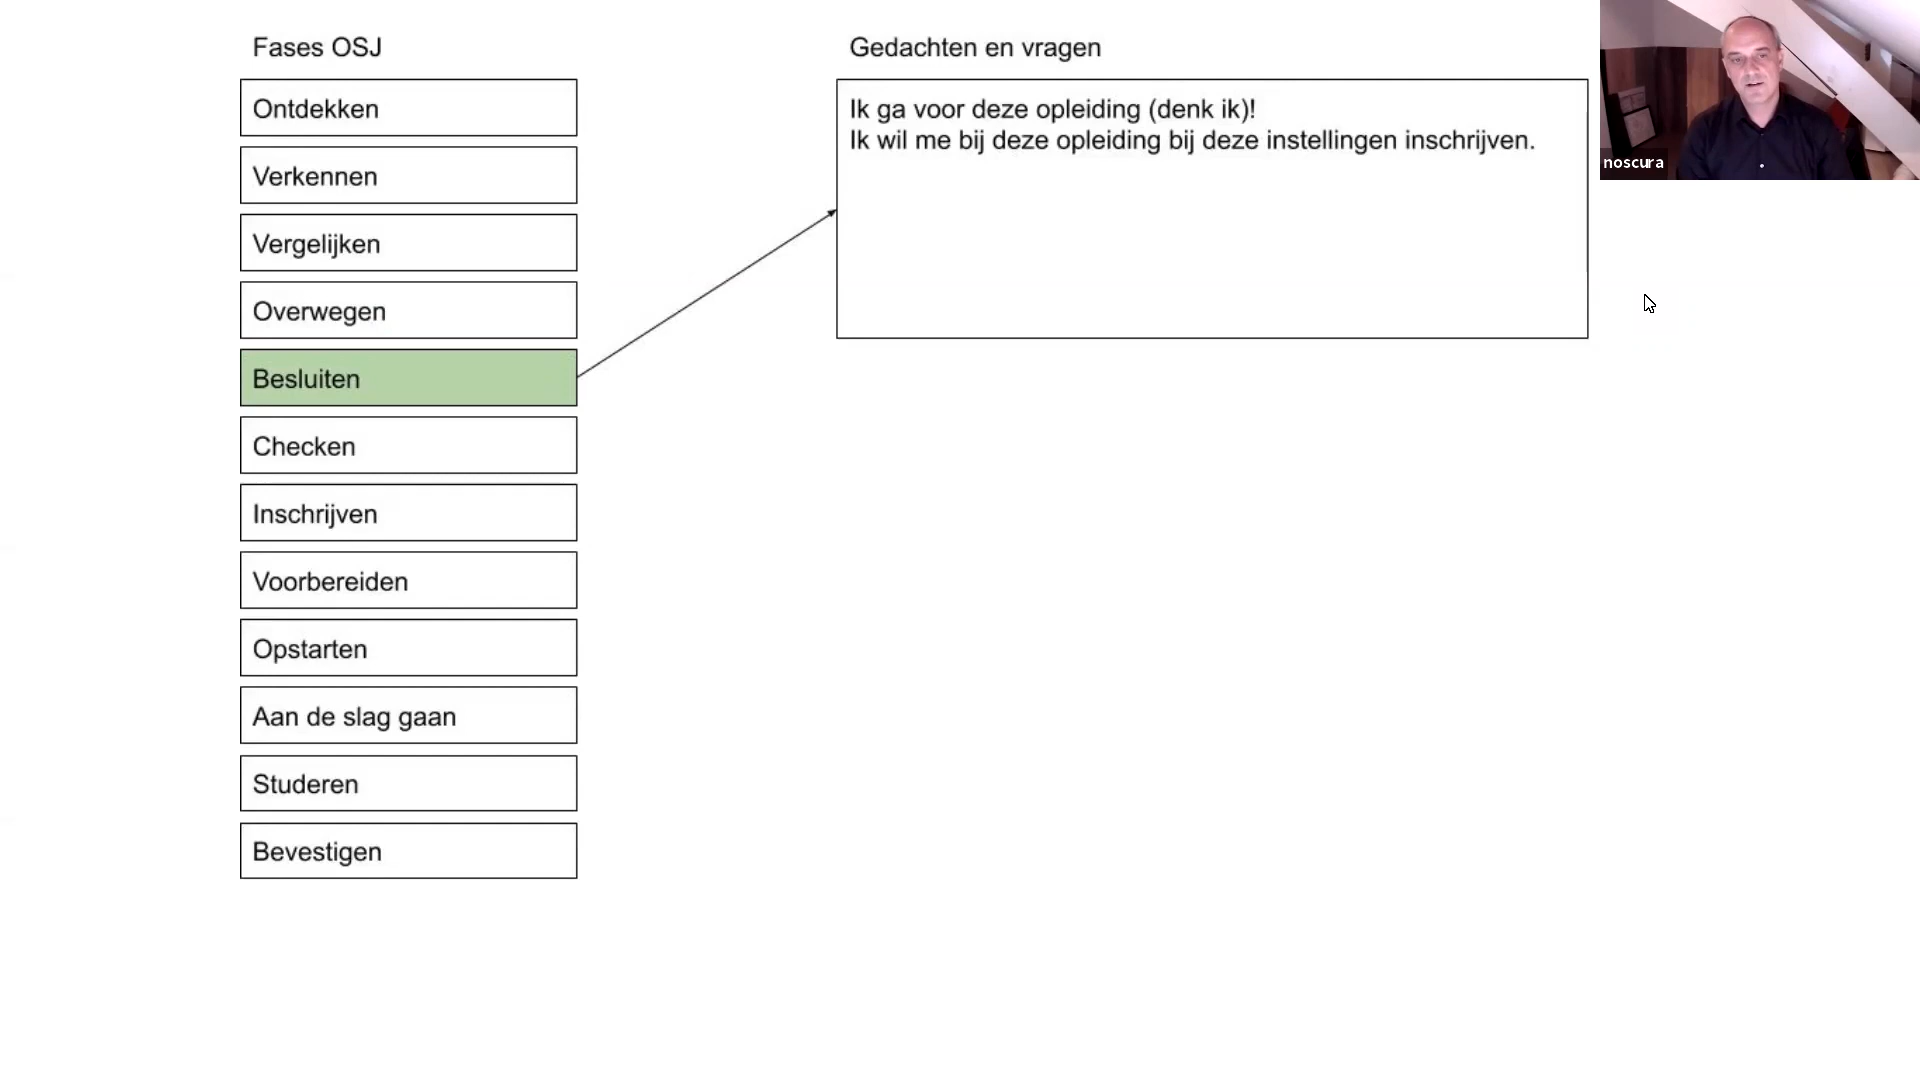 Fases OSJ
Ontdekken
Verkennen
Vergelijken
Overwegen
Besluiten
Checken
Inschrijven
Voorbereiden
Opstarten
Aan de slag gaan
Studeren
Bevestigen
Gedachten en vragen
Ik ga voor deze opleiding (denk ik)!
Ik wil me bij deze opleiding bij deze instellingen inschrijven.
noscura